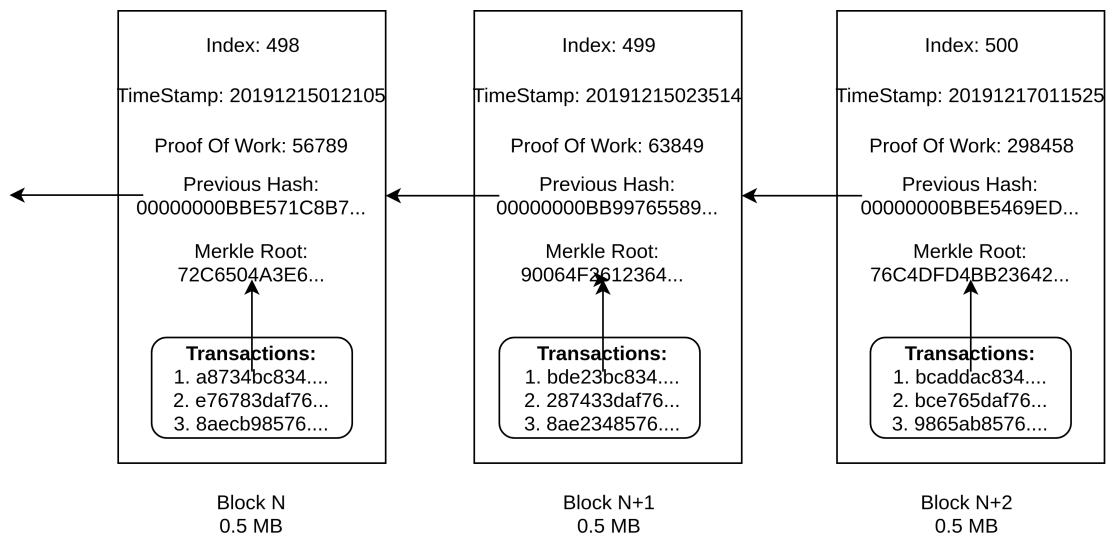 Index: 498
TimeStamp: 20191215012105
Proof Of Work: 56789
Previous Hash:
00000000BBE571C8B7...
Merkle Root:
72C6504A3E6...
Transactions:
1. a8734bc834....
2. e76783daf76...
3. 8aecb98576....
Block N
0.5 MB
Index: 499
TimeStamp: 20191215023514
Proof Of Work: 63849
Previous Hash:
00000000BB99765589...
Merkle Root:
90064F2612364...
Transactions:
1. bde23bc834....
2. 287433daf76...
3. 8ae2348576....
Block N+1
0.5 MB
Index: 500
TimeStamp: 20191217011525
Proof Of Work: 298458
Previous Hash:
00000000BBE5469ED...
Merkle Root:
76C4DFD4BB23642...
Transactions:
1. bcaddac834....
2. bce765daf76...
3. 9865ab8576....
Block N+2
0.5 MB